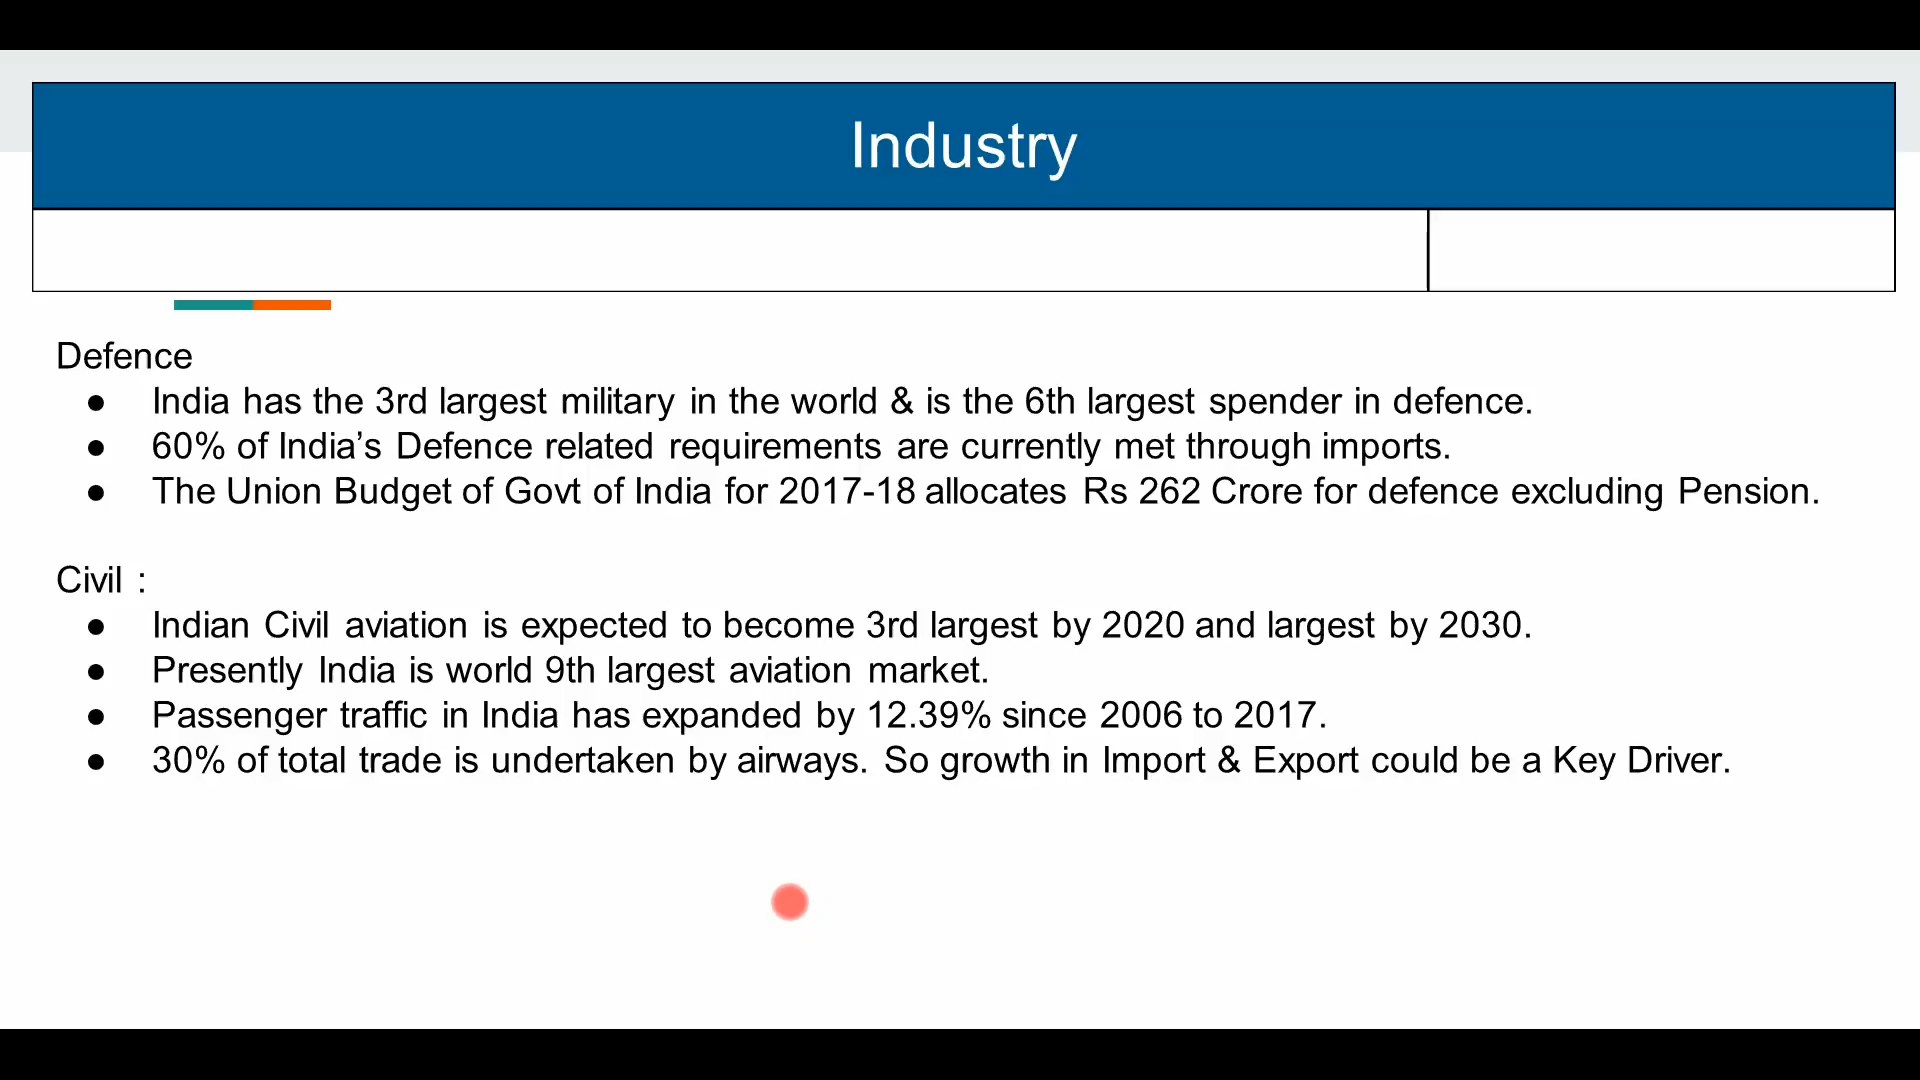 Industry
Defence
● India has the 3rd largest military in the world & is the 6th largest spender in defence.
● 60% of India’s Defence related requirements are currently met through imports.
● The Union Budget of Govt of India for 2017-18 allocates Rs 262 Crore for defence excluding Pension.
Civil :
● Indian Civil aviation is expected to become 3rd largest by 2020 and largest by 2030.
● Presently India is world 9th largest aviation market.
● Passenger traffic in India has expanded by 12.39% since 2006 to 2017.
● 30% of total trade is undertaken by airways. So growth in Import & Export could be a Key Driver.